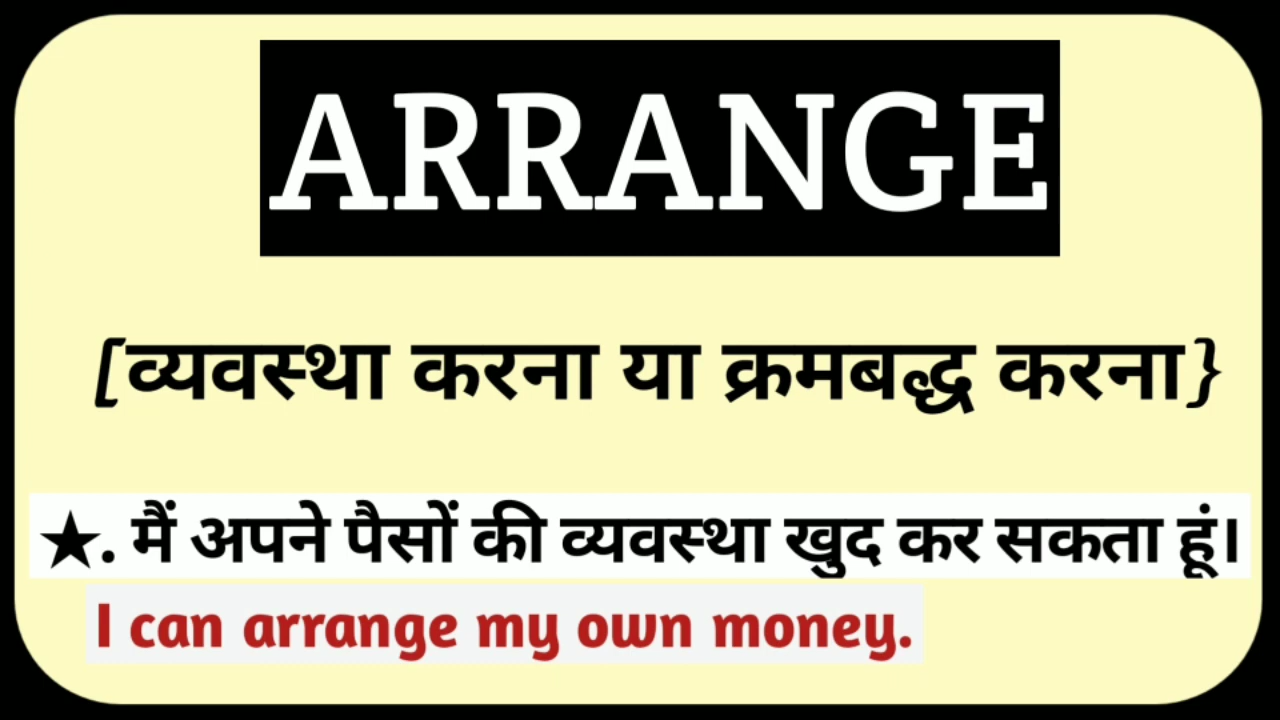 ARRANGE
[व्यवस्था करना या क्रमबद्ध करना}
★. मैं अपने पैसों की व्यवस्था खुद कर सकता हूं।
I can arrange my own money.